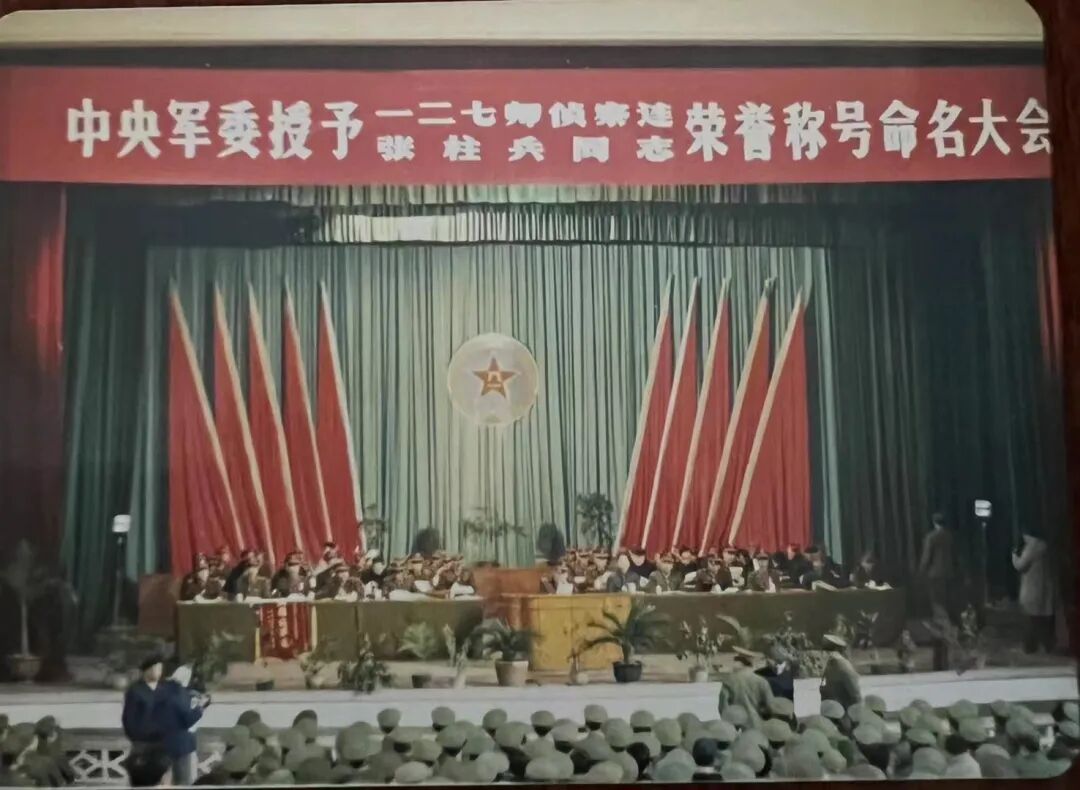 中央军委授予 一二七师侦察连 荣誉称号命名大会
张柱兵同志